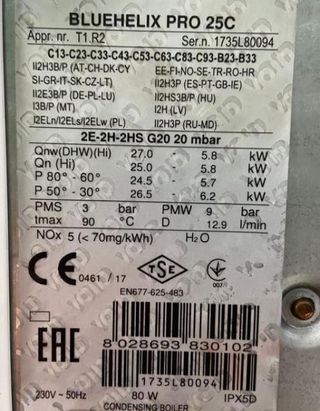 BLUEHELIX PRO 25C
Appr. nr. T1.R2 Ser.n. 1735L80094
C13-C23-C33-C43-C53-C63-C83-C93-B23-B33
II2H3B/P (AT-CH-DK-CY EE-FI-NO-SE-TR-RO-HR
SI-GR-IT-SK-CZ-LT) II2H3P (ES-PT-GB-IE)
II2E3B/P (DE-PL-LU) II2HS3B/P (HU)
I3B/P (MT) I2H (LV)
I2ELn/I2ELs/I2ELw (PL) II2H3P (RU-MD)
2E-2H-2HS G20 20 mbar
Qnw(DHW)(Hi) 27.0 - 5.8 kW
Qn (Hi) 25.0 - 5.8 kW
P 80° - 60° 24.5 - 5.7 kW
P 50° - 30° 26.5 - 6.2 kW
PMS 3 bar PMW 9 bar
tmax 90 °C D 12.9 l/min
NOx 5 (< 70mg/kWh) H2O
CE 0461 / 17 TSE 007
EN677-625-483
EAC
8 028693 830102
1735L80094
230V ~ 50Hz 80 W IPX5D
CONDENSING BOILER